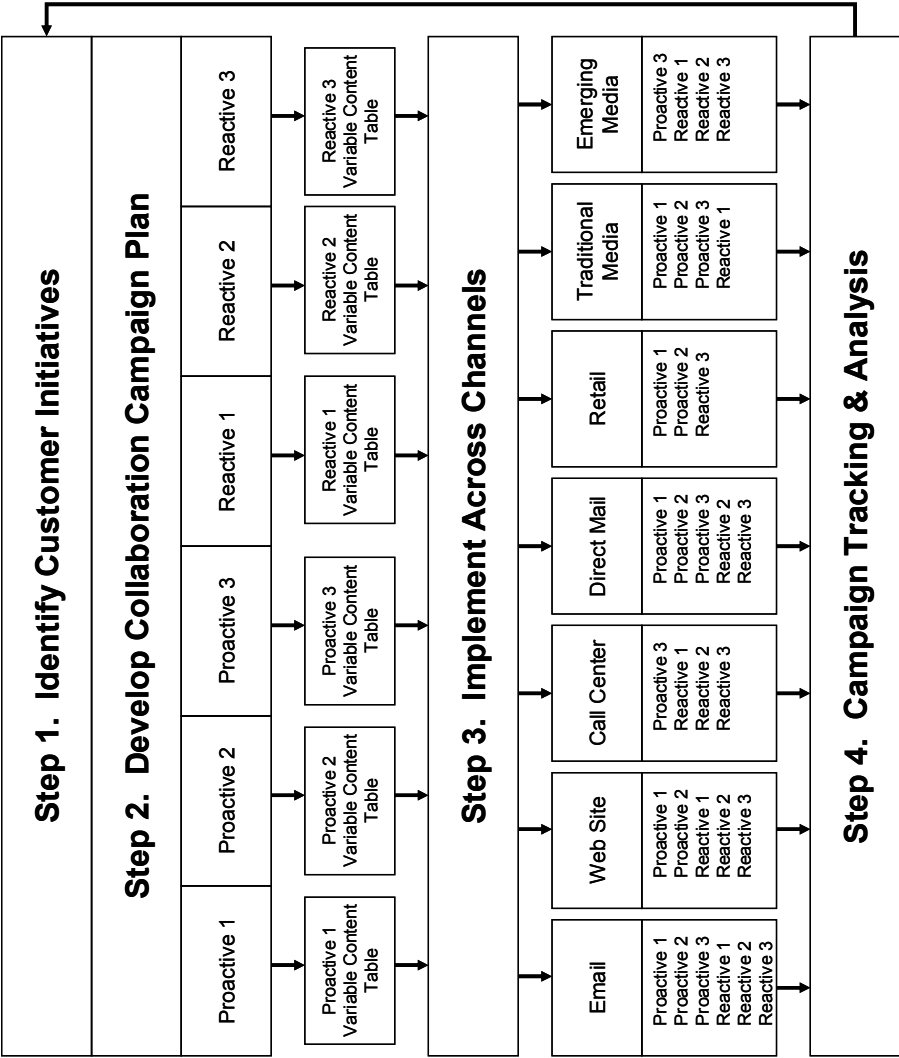 Step 1.  Identify Customer Initiatives
Step 2.  Develop Collaboration Campaign Plan
Proactive 1
Proactive 2
Proactive 3
Reactive 1
Reactive 2
Reactive 3
Proactive 1
Variable Content
Table
Proactive 2
Variable Content
Table
Proactive 3
Variable Content
Table
Reactive 1
Variable Content
Table
Reactive 2
Variable Content
Table
Reactive 3
Variable Content
Table
Step 3.  Implement Across Channels
Email
Proactive 1
Proactive 2
Proactive 3
Reactive 1
Reactive 2
Reactive 3
Web Site
Proactive 1
Proactive 2
Reactive 1
Reactive 2
Reactive 3
Call Center
Proactive 3
Reactive 1
Reactive 2
Reactive 3
Direct Mail
Proactive 1
Proactive 2
Proactive 3
Reactive 2
Reactive 3
Retail
Proactive 1
Proactive 2
Reactive 3
Traditional
Media
Proactive 1
Proactive 2
Proactive 3
Reactive 1
Emerging
Media
Proactive 3
Reactive 1
Reactive 2
Reactive 3
Step 4.  Campaign Tracking & Analysis